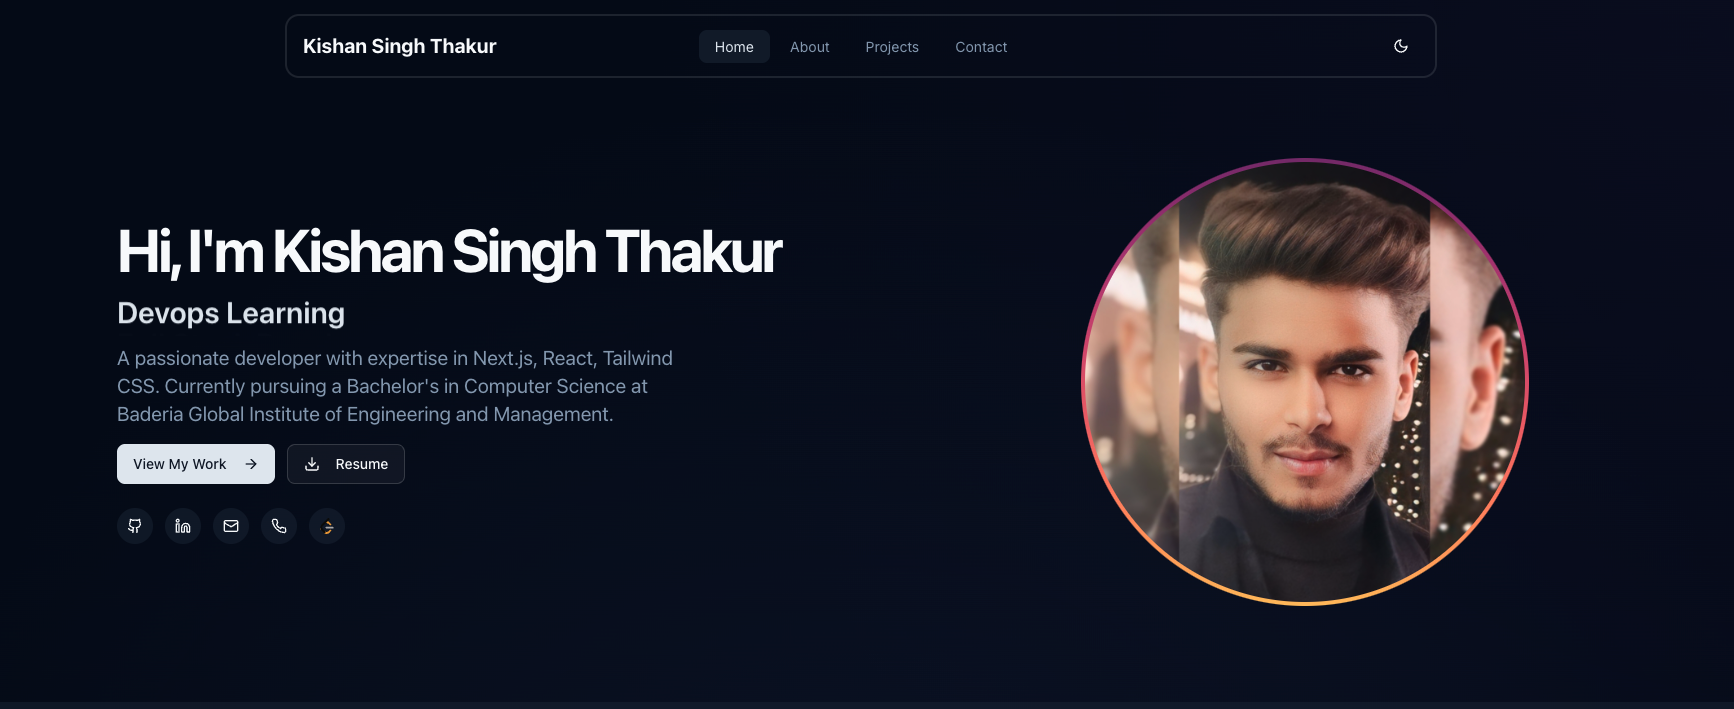 Kishan Singh Thakur
Home
About
Projects
Contact
Hi, I'm Kishan Singh Thakur
Devops Learning
A passionate developer with expertise in Next.js, React, Tailwind
CSS. Currently pursuing a Bachelor's in Computer Science at
Baderia Global Institute of Engineering and Management.
View My Work
Resume